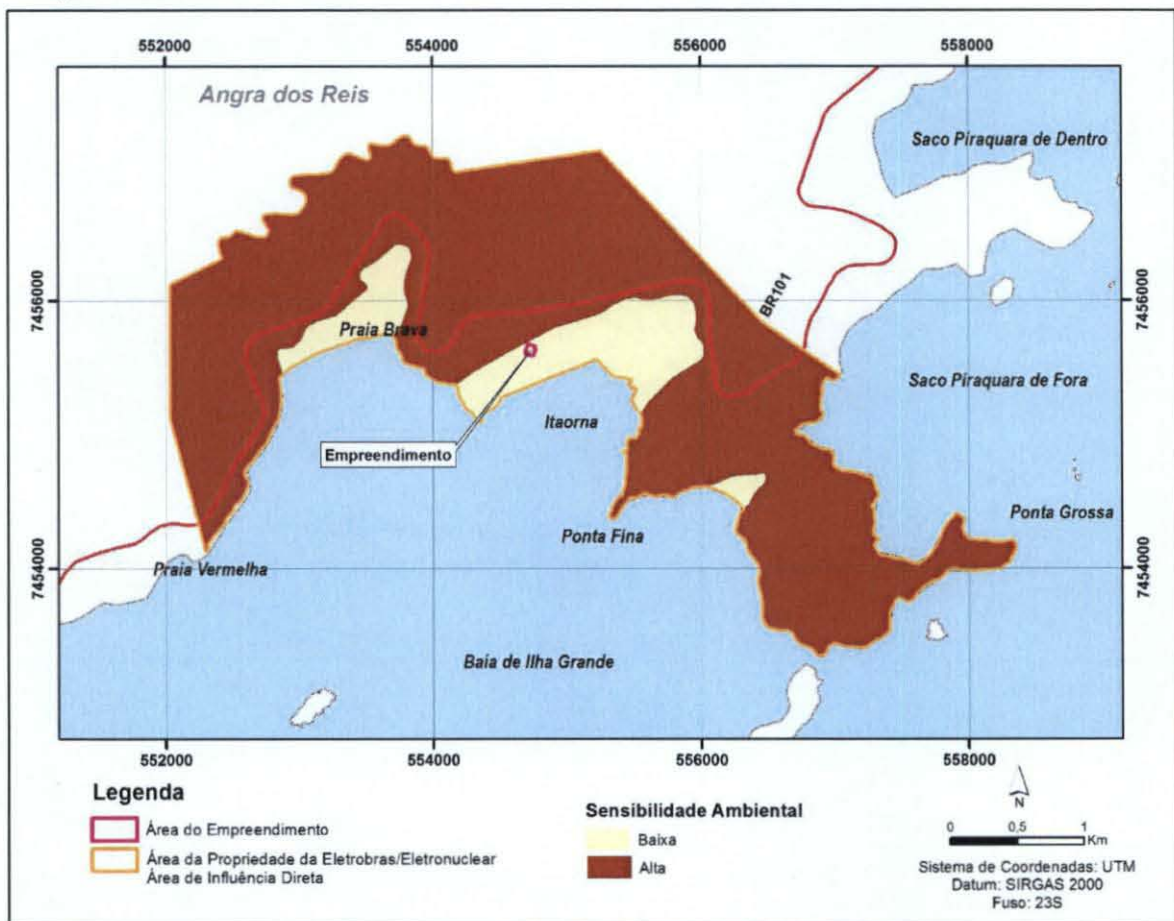 552000 554000 556000 558000
Angra dos Reis
Saco Piraquara de Dentro
7456000 7456000
BR101
Praia Brava
Saco Piraquara de Fora
Itaorna
Empreendimento
Ponta Grossa
Ponta Fina
7454000 7454000
Praia Vermelha
Baía de Ilha Grande
552000 554000 556000 558000
Legenda
Área do Empreendimento
Área da Propriedade da Eletrobras/Eletronuclear
Área de Influência Direta
Sensibilidade Ambiental
Baixa
Alta
N
0 0,5 1
Km
Sistema de Coordenadas: UTM
Datum: SIRGAS 2000
Fuso: 23S